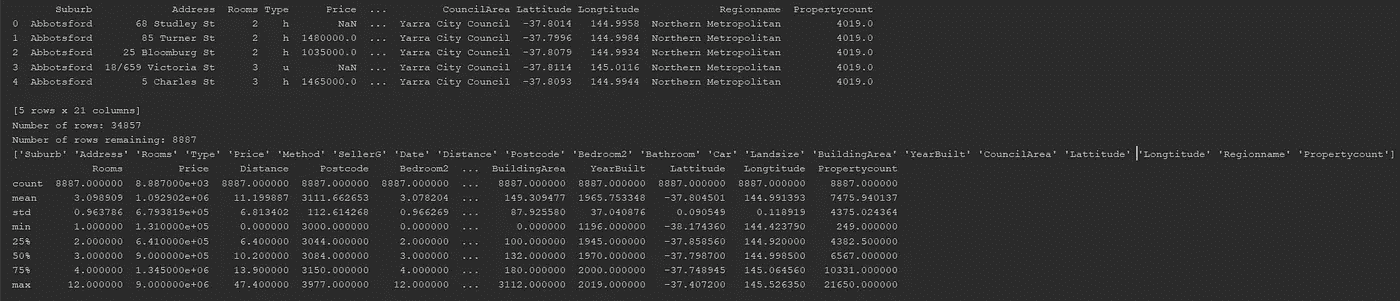 Suburb Address Rooms Type Price ... CouncilArea Lattitude Longtitude Regionname Propertycount
0 Abbotsford 68 Studley St 2 h NaN ... Yarra City Council -37.8014 144.9958 Northern Metropolitan 4019.0
1 Abbotsford 85 Turner St 2 h 1480000.0 ... Yarra City Council -37.7996 144.9984 Northern Metropolitan 4019.0
2 Abbotsford 25 Bloomburg St 2 h 1035000.0 ... Yarra City Council -37.8079 144.9934 Northern Metropolitan 4019.0
3 Abbotsford 18/659 Victoria St 3 u NaN ... Yarra City Council -37.8114 145.0116 Northern Metropolitan 4019.0
4 Abbotsford 5 Charles St 3 h 1465000.0 ... Yarra City Council -37.8093 144.9944 Northern Metropolitan 4019.0
[5 rows x 21 columns]
Number of rows: 34857
Number of rows remaining: 8887
['Suburb' 'Address' 'Rooms' 'Type' 'Price' 'Method' 'SellerG' 'Date' 'Distance' 'Postcode' 'Bedroom2' 'Bathroom' 'Car' 'Landsize' 'BuildingArea' 'YearBuilt' 'CouncilArea' 'Lattitude' 'Longtitude' 'Regionname' 'Propertycount']
Rooms Price Distance Postcode Bedroom2 ... BuildingArea YearBuilt Lattitude Longtitude Propertycount
count 8887.000000 8.887000e+03 8887.000000 8887.000000 8887.000000 ... 8887.000000 8887.000000 8887.000000 8887.000000 8887.000000
mean 3.098909 1.092902e+06 11.199887 3111.662653 3.078204 ... 149.309477 1965.753348 -37.804501 144.991393 7475.940137
std 0.963786 6.793819e+05 6.813402 112.614268 0.966269 ... 87.925580 37.040876 0.090549 0.118919 4375.024364
min 1.000000 1.310000e+05 0.000000 3000.000000 0.000000 ... 0.000000 1196.000000 -38.174360 144.423790 249.000000
25% 2.000000 6.410000e+05 6.400000 3044.000000 2.000000 ... 100.000000 1945.000000 -37.858560 144.920000 4382.500000
50% 3.000000 9.000000e+05 10.200000 3084.000000 3.000000 ... 132.000000 1970.000000 -37.798700 144.998500 6567.000000
75% 4.000000 1.345000e+06 13.900000 3150.000000 4.000000 ... 180.000000 2000.000000 -37.748945 145.064560 10331.000000
max 12.000000 9.000000e+06 47.400000 3977.000000 12.000000 ... 3112.000000 2019.000000 -37.407200 145.526350 21650.000000